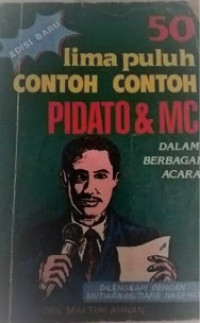 EDISI BARU
50
lima puluh
CONTOH CONTOH
PIDATO & MC
DALAM
BERBAGAI
ACARA
DILENGKAPI DENGAN
MUTIARA-MUTIARA NASEHAT